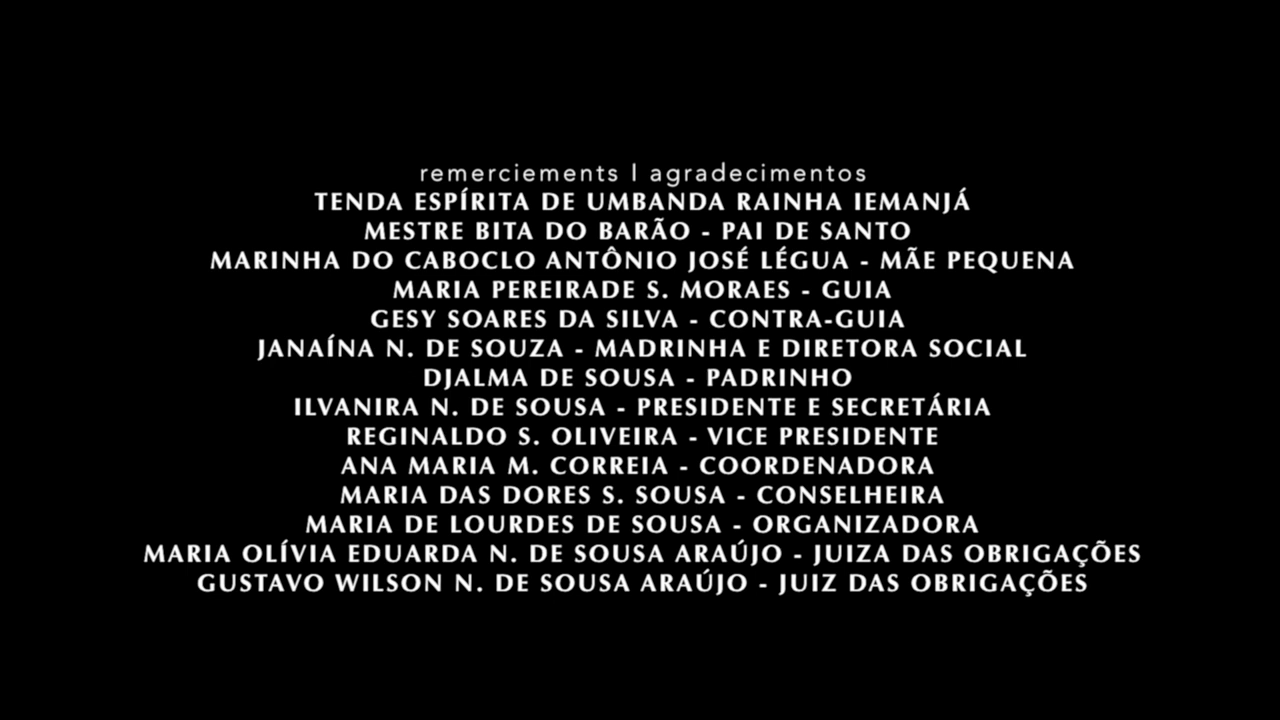 remerciements | agradecimentos
TENDA ESPÍRITA DE UMBANDA RAINHA IEMANJÁ
MESTRE BITA DO BARÃO - PAI DE SANTO
MARINHA DO CABOCLO ANTÔNIO JOSÉ LÉGUA - MÃE PEQUENA
MARIA PEREIRADE S. MORAES - GUIA
GESY SOARES DA SILVA - CONTRA-GUIA
JANAÍNA N. DE SOUZA - MADRINHA E DIRETORA SOCIAL
DJALMA DE SOUSA - PADRINHO
ILVANIRA N. DE SOUSA - PRESIDENTE E SECRETÁRIA
REGINALDO S. OLIVEIRA - VICE PRESIDENTE
ANA MARIA M. CORREIA - COORDENADORA
MARIA DAS DORES S. SOUSA - CONSELHEIRA
MARIA DE LOURDES DE SOUSA - ORGANIZADORA
MARIA OLÍVIA EDUARDA N. DE SOUSA ARAÚJO - JUIZA DAS OBRIGAÇÕES
GUSTAVO WILSON N. DE SOUSA ARAÚJO - JUIZ DAS OBRIGAÇÕES